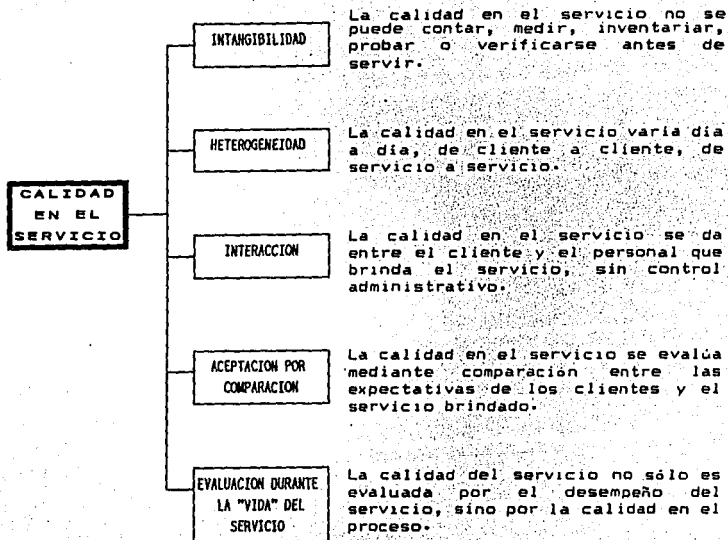 CALIDAD
EN EL
SERVICIO
INTANGIBILIDAD
La calidad en el servicio no se
puede contar, medir, inventariar,
probar o verificarse antes de
servir.
HETEROGENEIDAD
La calidad en el servicio varia dia
a dia, de cliente a cliente, de
servicio a servicio.
INTERACCION
La calidad en el servicio se da
entre el cliente y el personal que
brinda el servicio, sin control
administrativo.
ACEPTACION POR
COMPARACION
La calidad en el servicio se evalúa
mediante comparación entre las
expectativas de los clientes y el
servicio brindado.
EVALUACION DURANTE
LA "VIDA" DEL
SERVICIO
La calidad del servicio no sólo es
evaluada por el desempeño del
servicio, sino por la calidad en el
proceso.